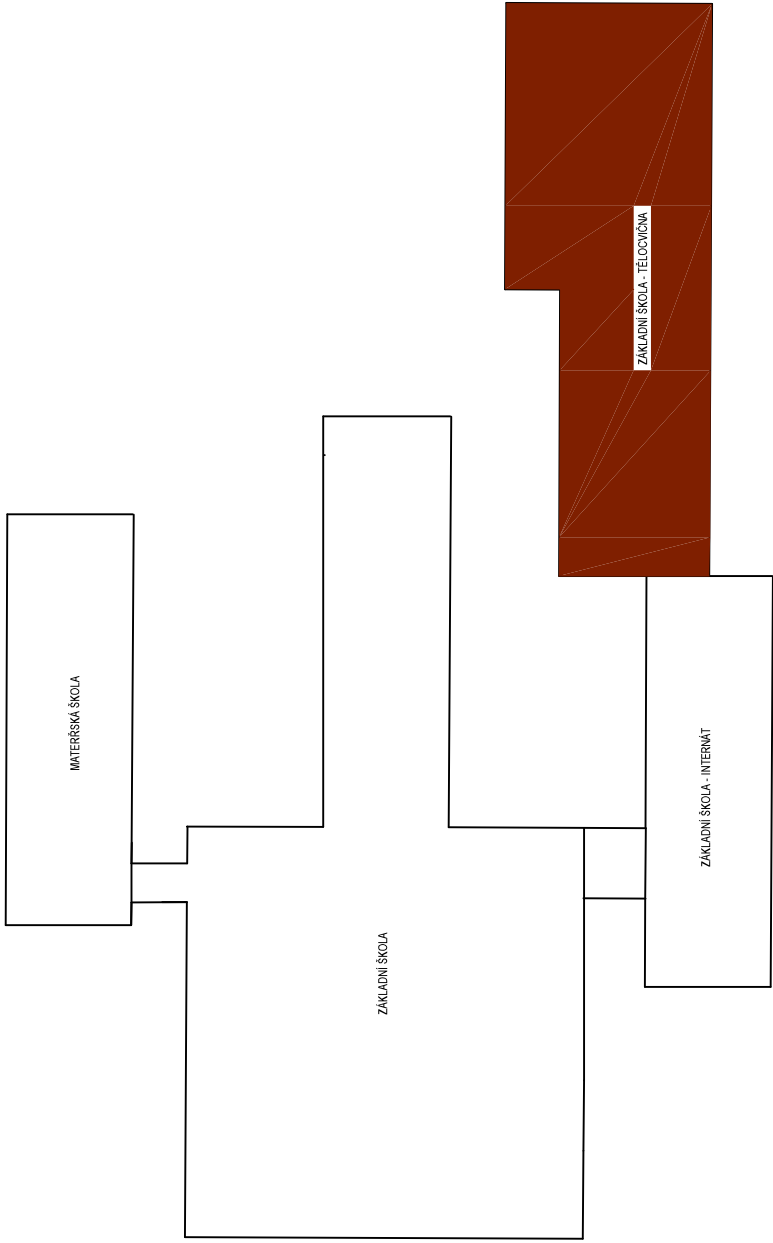 MATEŘSKÁ ŠKOLA
ZÁKLADNÍ ŠKOLA
ZÁKLADNÍ ŠKOLA - TĚLOCVIČNA
ZÁKLADNÍ ŠKOLA - INTERNÁT